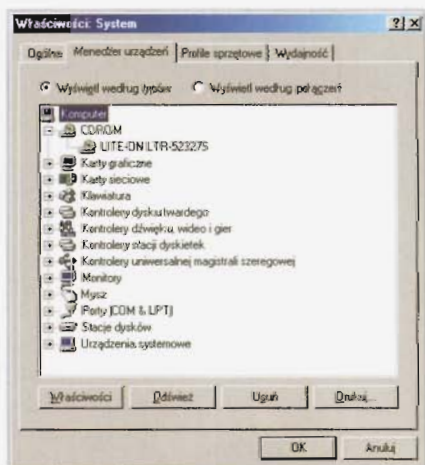 Właściwości: System
Ogólne Menedżer urządzeń Profile sprzętowe Wydajność
Wyświetl według typów Wyświetl według połączeń
Komputer
CDROM
LITE-ON LTR-52327S
Karty graficzne
Karty sieciowe
Klawiatura
Kontrolery dysku twardego
Kontrolery dźwięku, wideo i gier
Kontrolery stacji dyskietek
Kontrolery uniwersalnej magistrali szeregowej
Monitory
Mysz
Porty (COM & LPT)
Stacje dysków
Urządzenia systemowe
Właściwości Odśwież Usuń Drukuj...
OK Anuluj